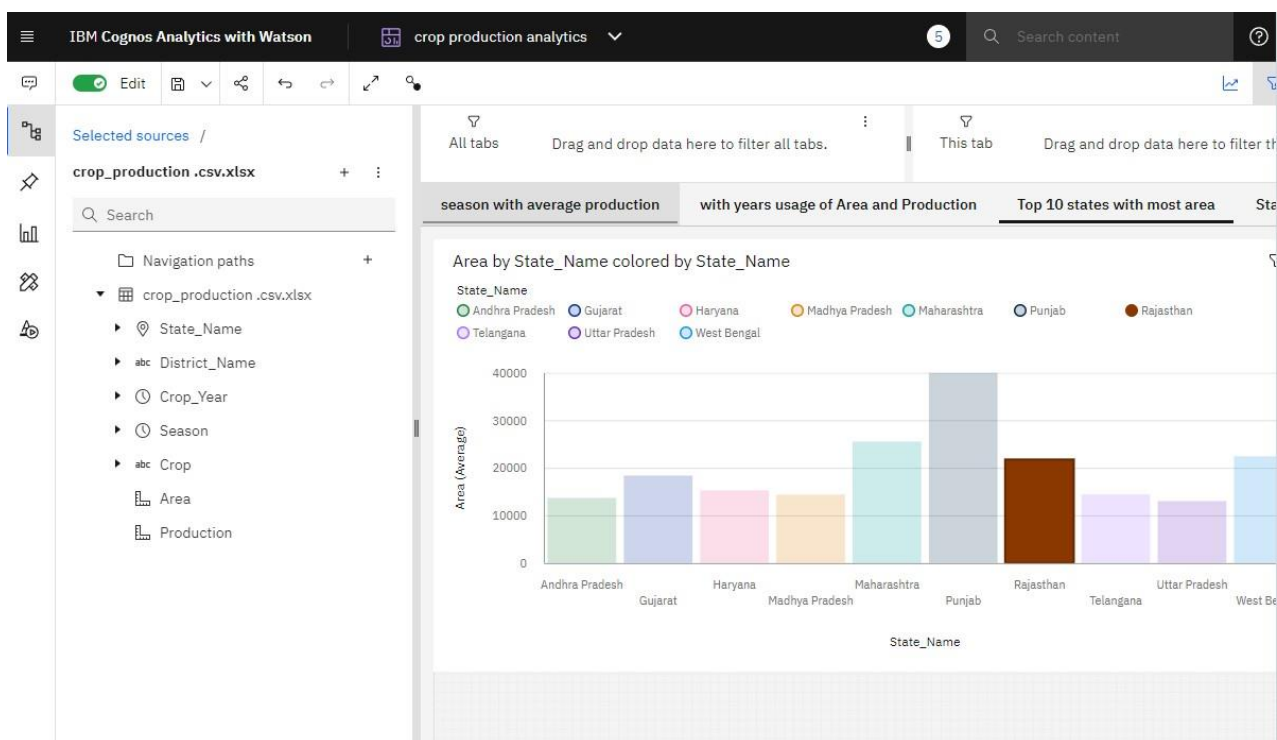 IBM Cognos Analytics with Watson
crop production analytics
5
Search content
Edit
Selected sources /
crop_production .csv.xlsx
Search
Navigation paths
crop_production .csv.xlsx
State_Name
abc District_Name
Crop_Year
Season
abc Crop
Area
Production
All tabs
Drag and drop data here to filter all tabs.
This tab
Drag and drop data here to filter th
season with average production
with years usage of Area and Production
Top 10 states with most area
Sta
Area by State_Name colored by State_Name
State_Name
Andhra Pradesh Gujarat Haryana Madhya Pradesh Maharashtra Punjab Rajasthan
Telangana Uttar Pradesh West Bengal
Area (Average)
40000
30000
20000
10000
0
Andhra Pradesh Haryana Maharashtra Rajasthan Uttar Pradesh
Gujarat Madhya Pradesh Punjab Telangana West Be
State_Name